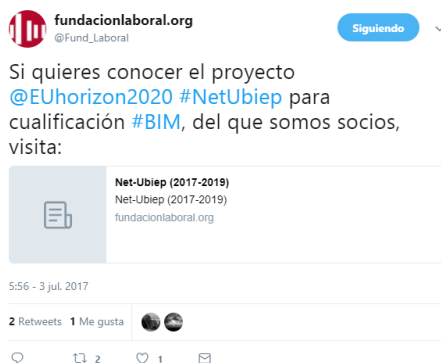 fundacionlaboral.org
@Fund_Laboral
Siguiendo
Si quieres conocer el proyecto
@EUhorizon2020 #NetUbiep para
cualificación #BIM, del que somos socios,
visita:
Net-Ubiep (2017-2019)
Net-Ubiep (2017-2019)
fundacionlaboral.org
5:56 - 3 jul. 2017
2 Retweets 1 Me gusta
2 1